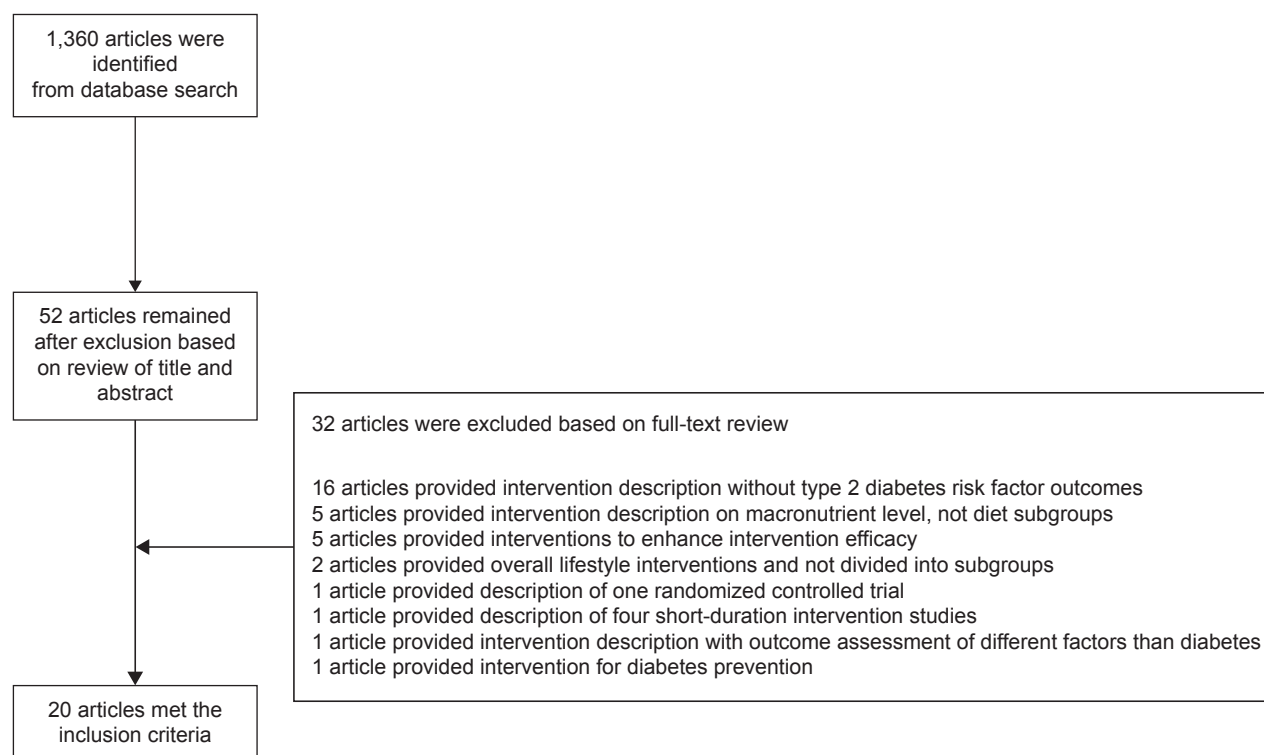 1,360 articles were
identified
from database search
52 articles remained
after exclusion based
on review of title and
abstract
32 articles were excluded based on full-text review
16 articles provided intervention description without type 2 diabetes risk factor outcomes
5 articles provided intervention description on macronutrient level, not diet subgroups
5 articles provided interventions to enhance intervention efficacy
2 articles provided overall lifestyle interventions and not divided into subgroups
1 article provided description of one randomized controlled trial
1 article provided description of four short-duration intervention studies
1 article provided intervention description with outcome assessment of different factors than diabetes
1 article provided intervention for diabetes prevention
20 articles met the
inclusion criteria